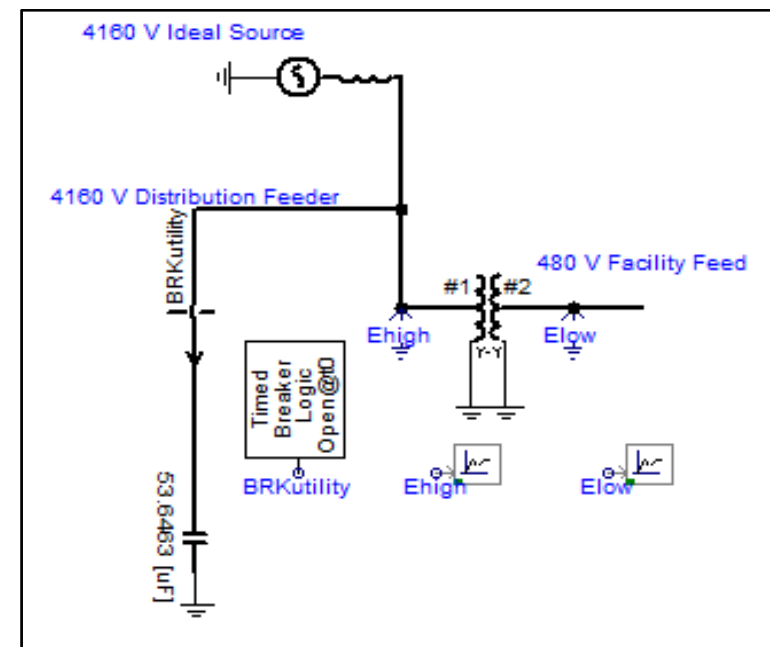 4160 V Ideal Source
4160 V Distribution Feeder
BRKutility
480 V Facility Feed
#1
#2
Ehigh
Elow
Y-Y
Timed
Breaker
Logic
Open@t0
BRKutility
Ehigh
Elow
53.6463 [uF]